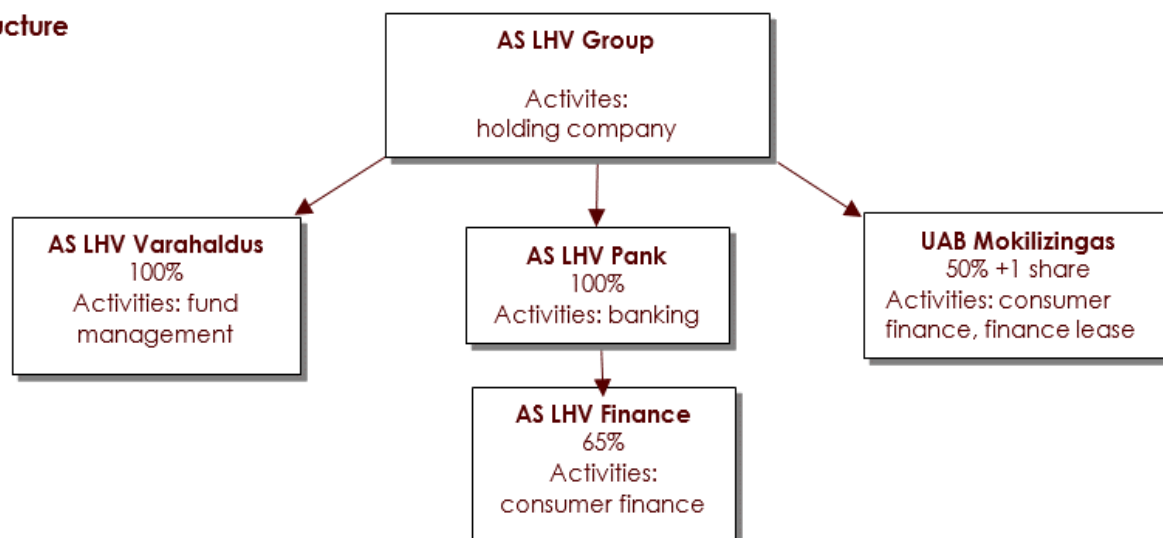 AS LHV Group
Activites:
holding company
AS LHV Varahaldus
100%
Activities: fund
management
AS LHV Pank
100%
Activities: banking
UAB Mokilizingas
50% +1 share
Activities: consumer
finance, finance lease
AS LHV Finance
65%
Activities:
consumer finance